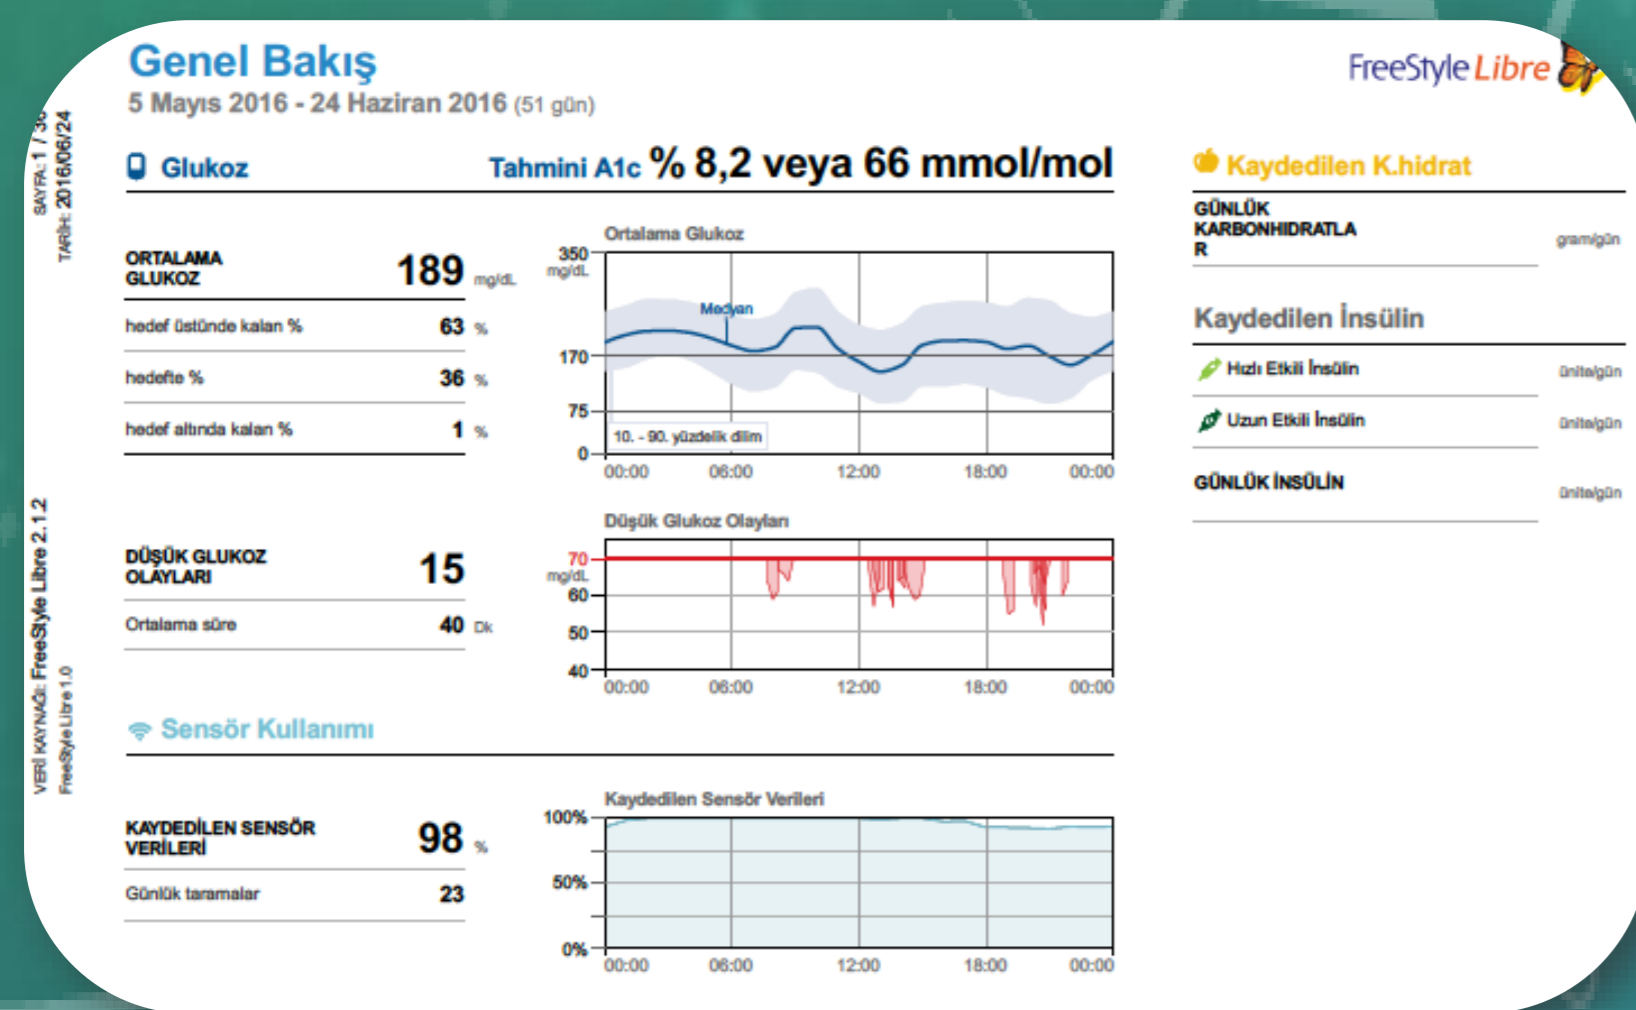 Genel Bakış
5 Mayıs 2016 - 24 Haziran 2016 (51 gün)
FreeStyle Libre
SAYFA: 1 / 36
TARİH: 2016/06/24
Glukoz
Tahmini A1c % 8,2 veya 66 mmol/mol
ORTALAMA
GLUKOZ
189 mg/dL
hedef üstünde kalan % 63 %
hedefte % 36 %
hedef altında kalan % 1 %
Ortalama Glukoz
350
mg/dL
170
75
0
Medyan
10. - 90. yüzdelik dilim
00:00 06:00 12:00 18:00 00:00
DÜŞÜK GLUKOZ
OLAYLARI
15
Ortalama süre 40 Dk
Düşük Glukoz Olayları
70
mg/dL
60
50
40
00:00 06:00 12:00 18:00 00:00
Sensör Kullanımı
KAYDEDİLEN SENSÖR
VERİLERİ
98 %
Günlük taramalar 23
Kaydedilen Sensör Verileri
100%
50%
0%
00:00 06:00 12:00 18:00 00:00
Kaydedilen K.hidrat
GÜNLÜK
KARBONHIDRATLA
R
gram/gün
Kaydedilen İnsülin
Hızlı Etkili İnsülin ünite/gün
Uzun Etkili İnsülin ünite/gün
GÜNLÜK İNSÜLİN ünite/gün
VERİ KAYNAĞI: FreeStyle Libre 2.1.2
FreeStyle Libre 1.0